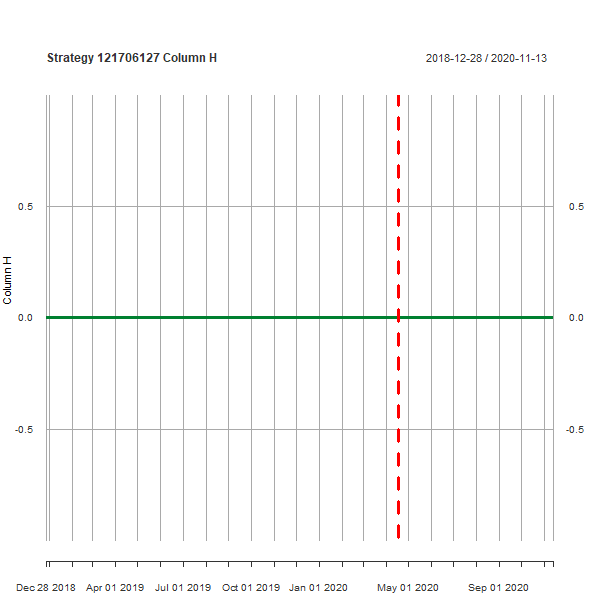 Strategy 121706127 Column H
2018-12-28 / 2020-11-13
0.5
0.5
Column H
0.0
0.0
-0.5
-0.5
Dec 28 2018
Apr 01 2019
Jul 01 2019
Oct 01 2019
Jan 01 2020
May 01 2020
Sep 01 2020